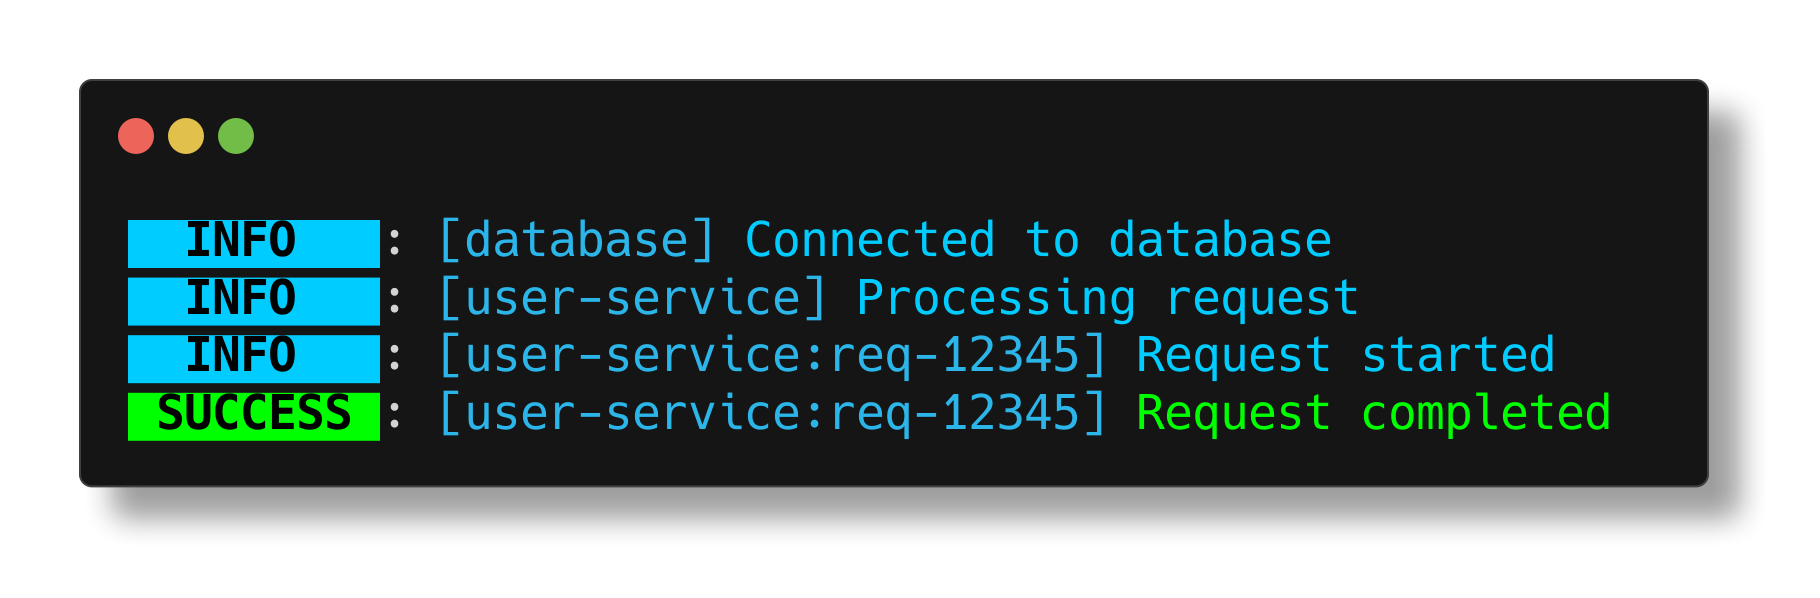 INFO : [database] Connected to database
INFO : [user-service] Processing request
INFO : [user-service:req-12345] Request started
SUCCESS : [user-service:req-12345] Request completed